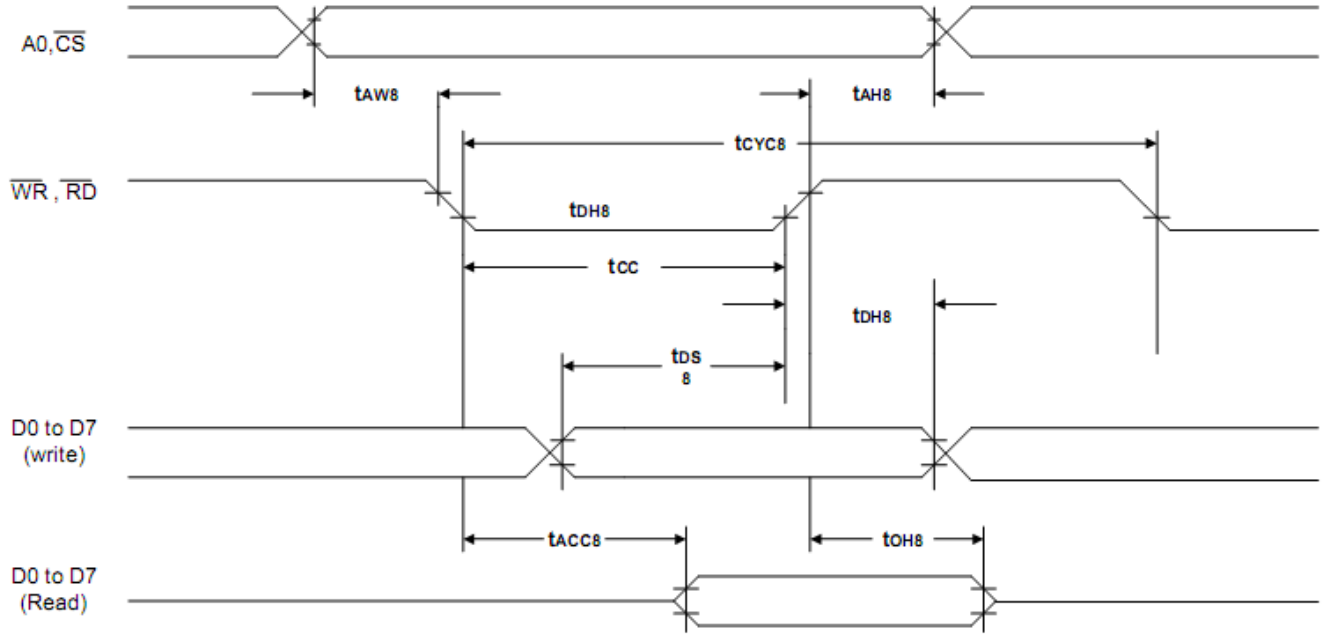 A0,CS
tAW8
tAH8
tCYC8
WR , RD
tDH8
tCC
tDH8
tDS
8
D0 to D7
(write)
tACC8
tOH8
D0 to D7
(Read)